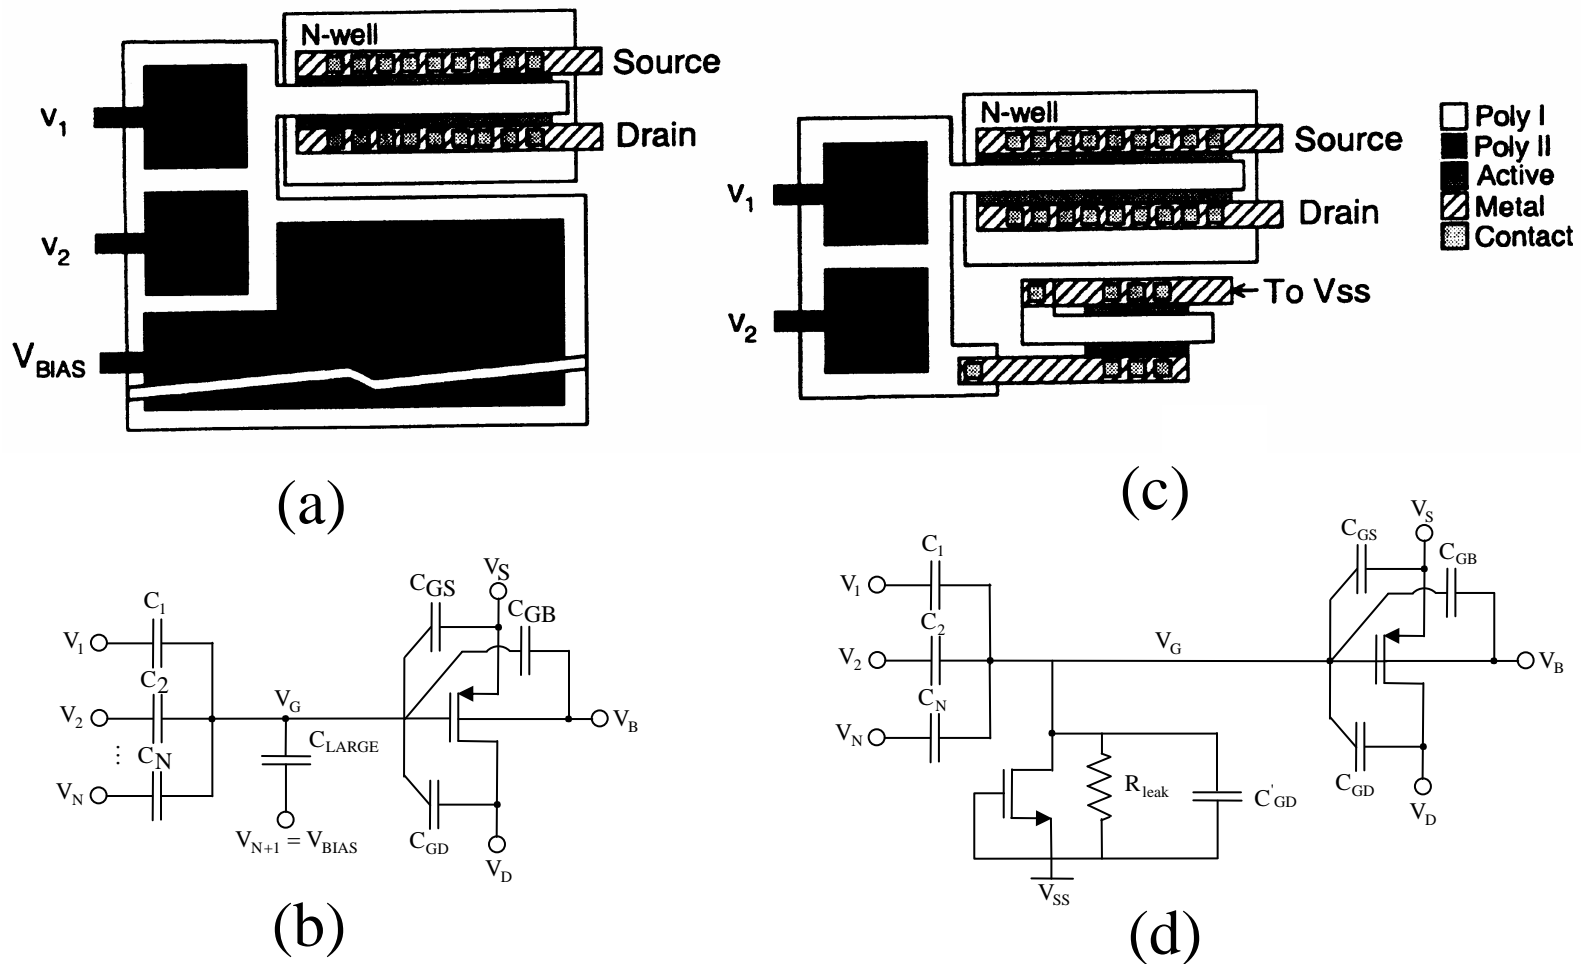 N-well
Source
V1
Drain
V2
VBIAS
(a)
N-well
Source
V1
Drain
To Vss
V2
Poly I
Poly II
Active
Metal
Contact
(c)
VS
CGS
CGB
C1
V1
C2
V2
VG
VB
CLARGE
⋮
CN
VN
VN+1 = VBIAS
CGD
VD
(b)
VS
CGS
CGB
C1
V1
C2
V2
VG
VB
CN
VN
Rleak
C'GD
CGD
VD
VSS
(d)